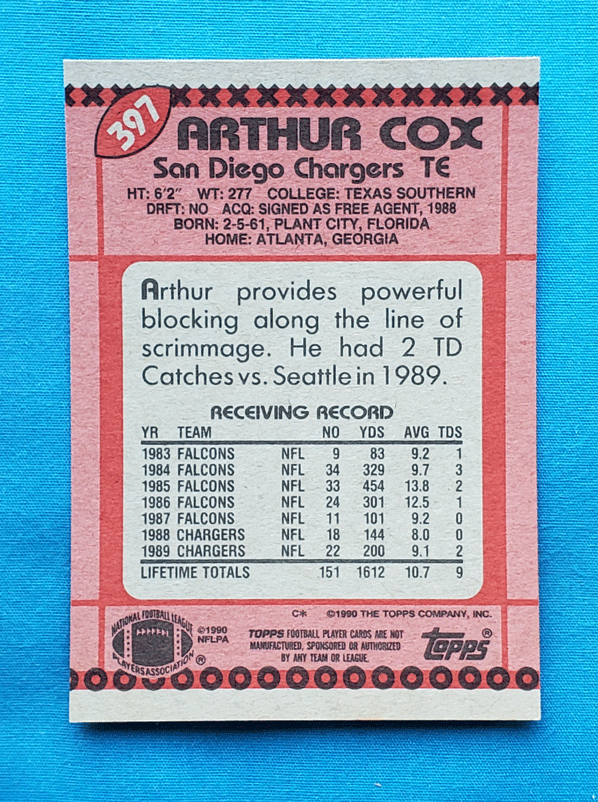 397
ARTHUR COX
San Diego Chargers TE
HT: 6'2" WT: 277 COLLEGE: TEXAS SOUTHERN
DRFT: NO ACQ: SIGNED AS FREE AGENT, 1988
BORN: 2-5-61, PLANT CITY, FLORIDA
HOME: ATLANTA, GEORGIA
Arthur provides powerful
blocking along the line of
scrimmage. He had 2 TD
Catches vs. Seattle in 1989.
RECEIVING RECORD
YR TEAM NO YDS AVG TDS
1983 FALCONS NFL 9 83 9.2 1
1984 FALCONS NFL 34 329 9.7 3
1985 FALCONS NFL 33 454 13.8 2
1986 FALCONS NFL 24 301 12.5 1
1987 FALCONS NFL 11 101 9.2 0
1988 CHARGERS NFL 18 144 8.0 0
1989 CHARGERS NFL 22 200 9.1 2
LIFETIME TOTALS 151 1612 10.7 9
C* ©1990 THE TOPPS COMPANY, INC.
NATIONAL FOOTBALL LEAGUE
PLAYERS ASSOCIATION ®
©1990
NFLPA
TOPPS FOOTBALL PLAYER CARDS ARE NOT
MANUFACTURED, SPONSORED OR AUTHORIZED
BY ANY TEAM OR LEAGUE.
topps®